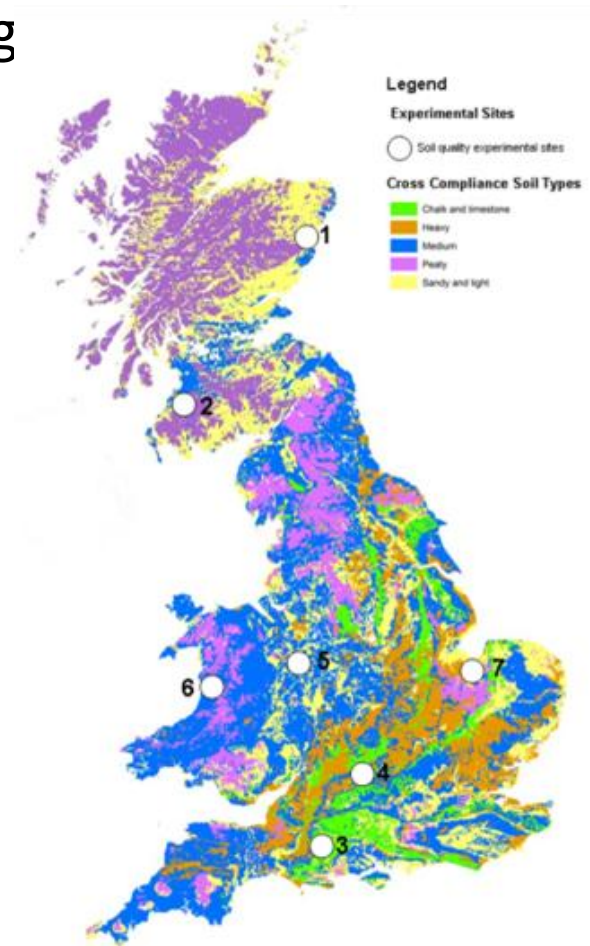 g
Legend
Experimental Sites
Soil quality experimental sites
Cross Compliance Soil Types
Chalk and limestone
Heavy
Medium
Peaty
Sandy and light
1
2
5
6
7
4
3